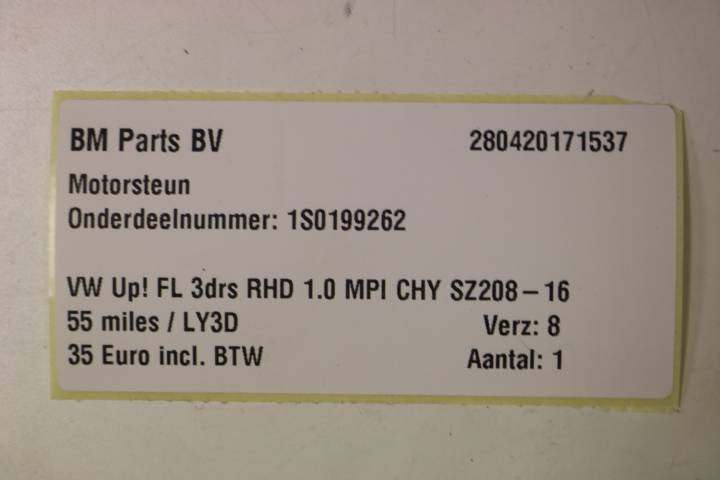 BM Parts BV 280420171537
Motorsteun
Onderdeelnummer: 1S0199262
VW Up! FL 3drs RHD 1.0 MPI CHY SZ208-16
55 miles / LY3D Verz: 8
35 Euro incl. BTW Aantal: 1